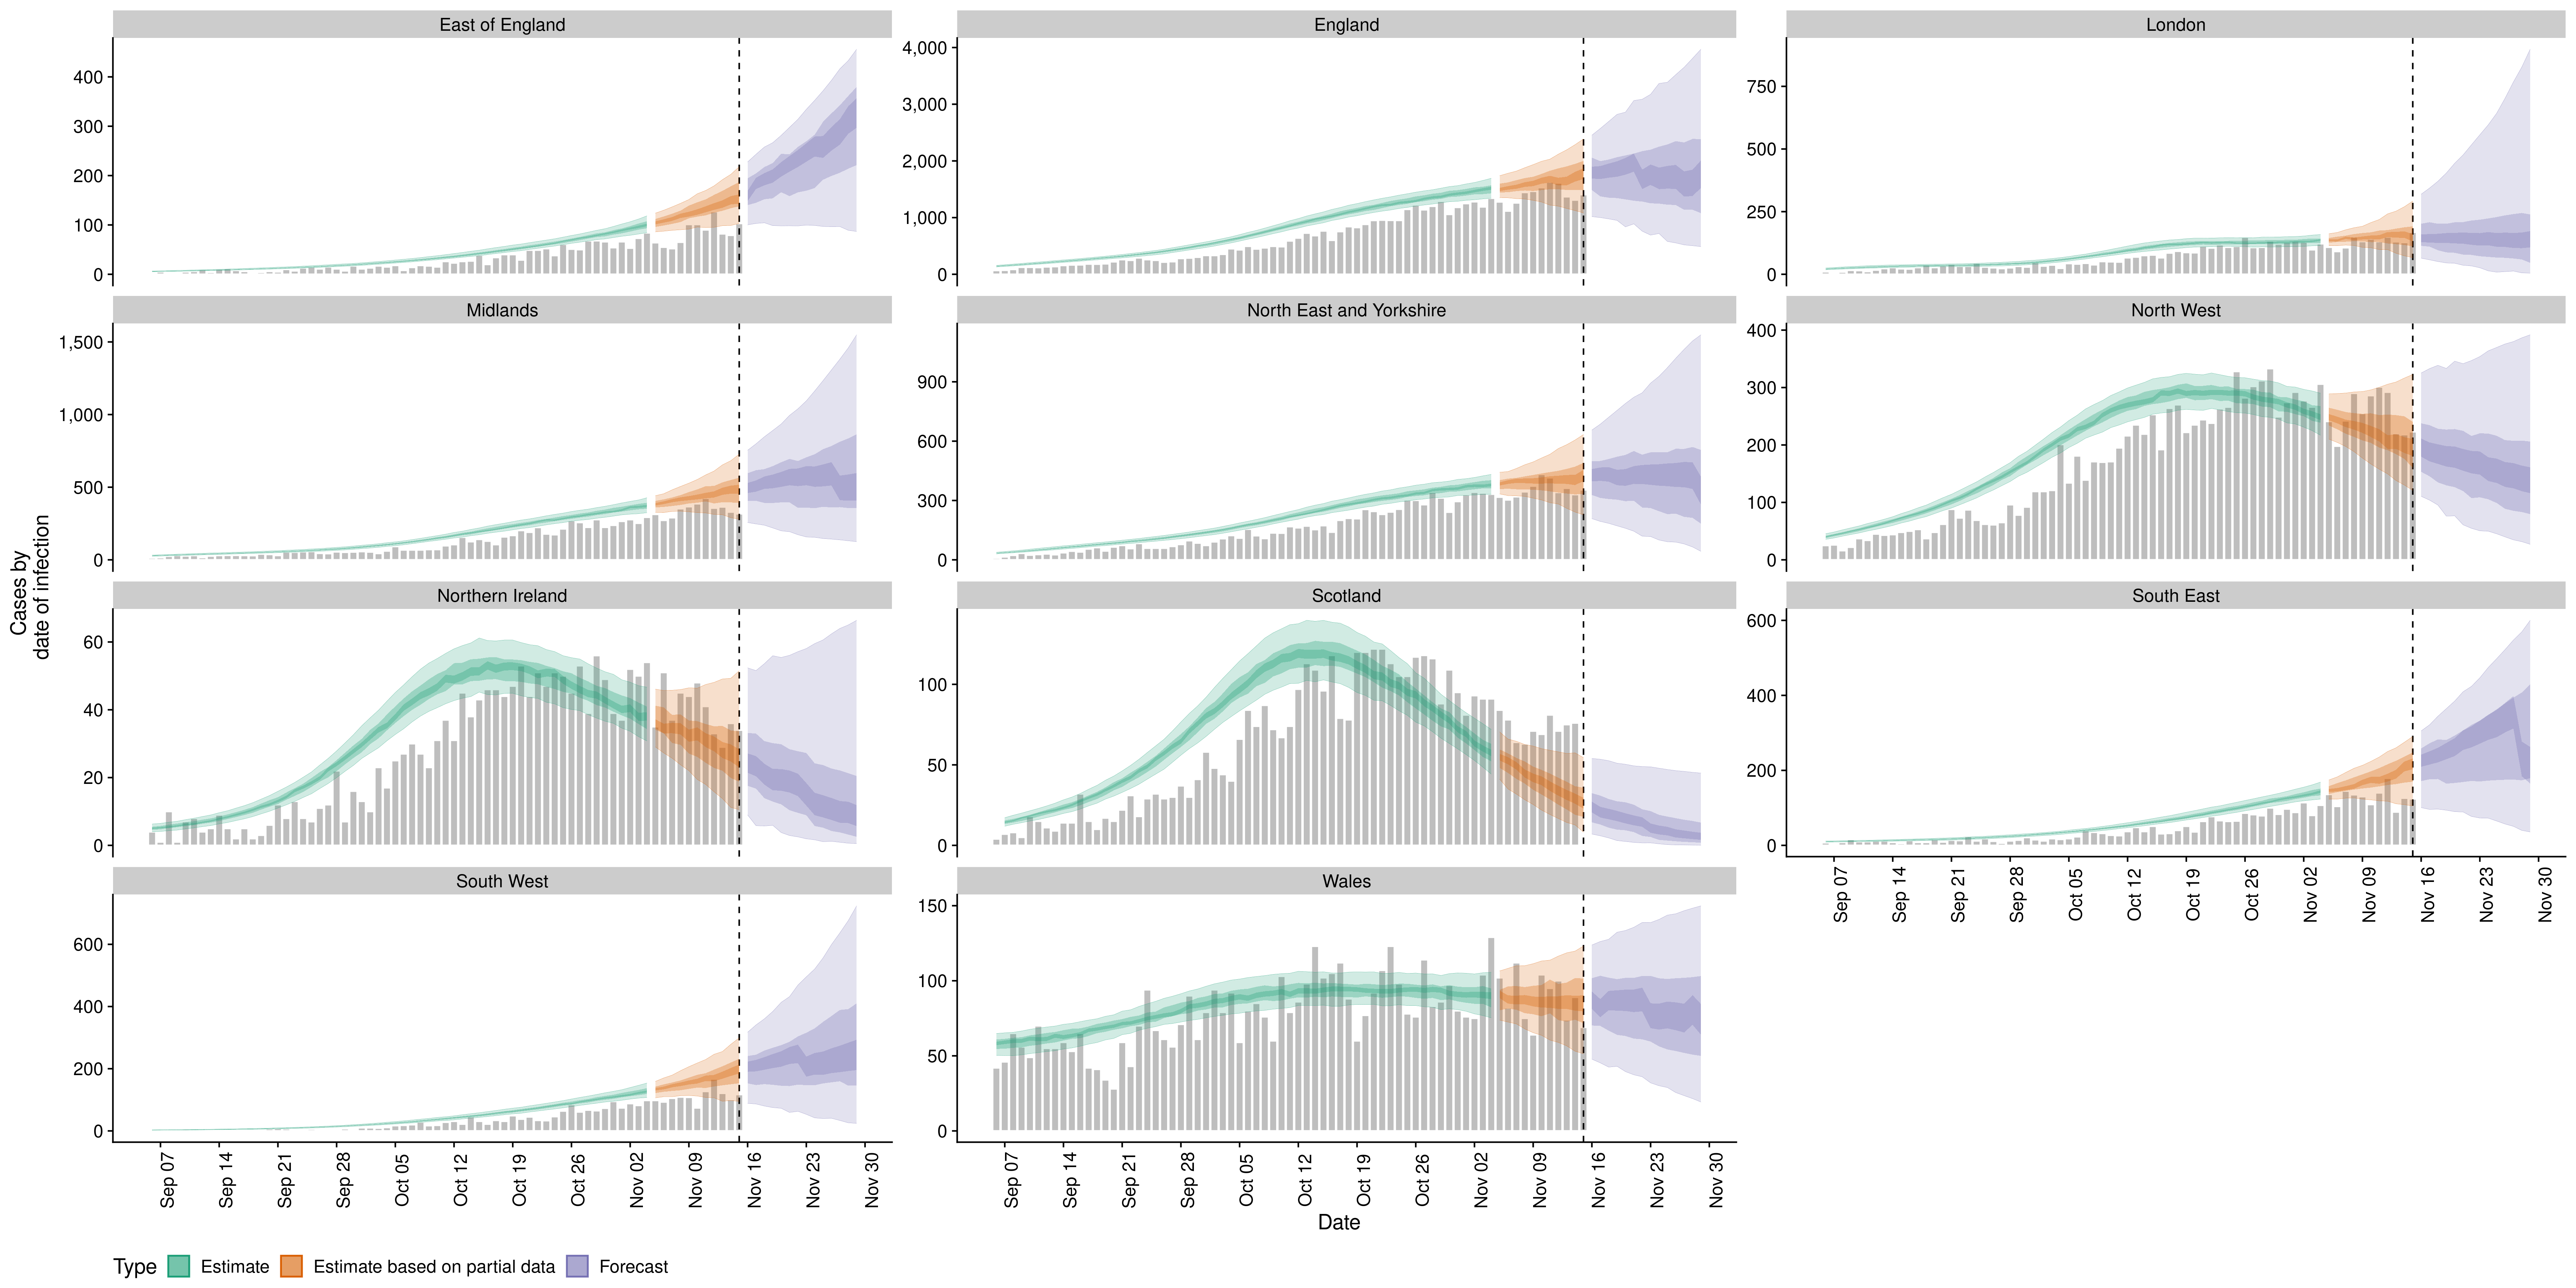 East of England
England
London
400
300
200
100
0
4,000
3,000
2,000
1,000
0
750
500
250
0
Midlands
North East and Yorkshire
North West
1,500
1,000
500
0
900
600
300
0
400
300
200
100
0
Cases by
date of infection
Northern Ireland
Scotland
South East
60
40
20
0
100
50
0
600
400
200
0
Sep 07
Sep 14
Sep 21
Sep 28
Oct 05
Oct 12
Oct 19
Oct 26
Nov 02
Nov 09
Nov 16
Nov 23
Nov 30
South West
Wales
600
400
200
0
150
100
50
0
Sep 07
Sep 14
Sep 21
Sep 28
Oct 05
Oct 12
Oct 19
Oct 26
Nov 02
Nov 09
Nov 16
Nov 23
Nov 30
Sep 07
Sep 14
Sep 21
Sep 28
Oct 05
Oct 12
Oct 19
Oct 26
Nov 02
Nov 09
Nov 16
Nov 23
Nov 30
Date
Type Estimate Estimate based on partial data Forecast